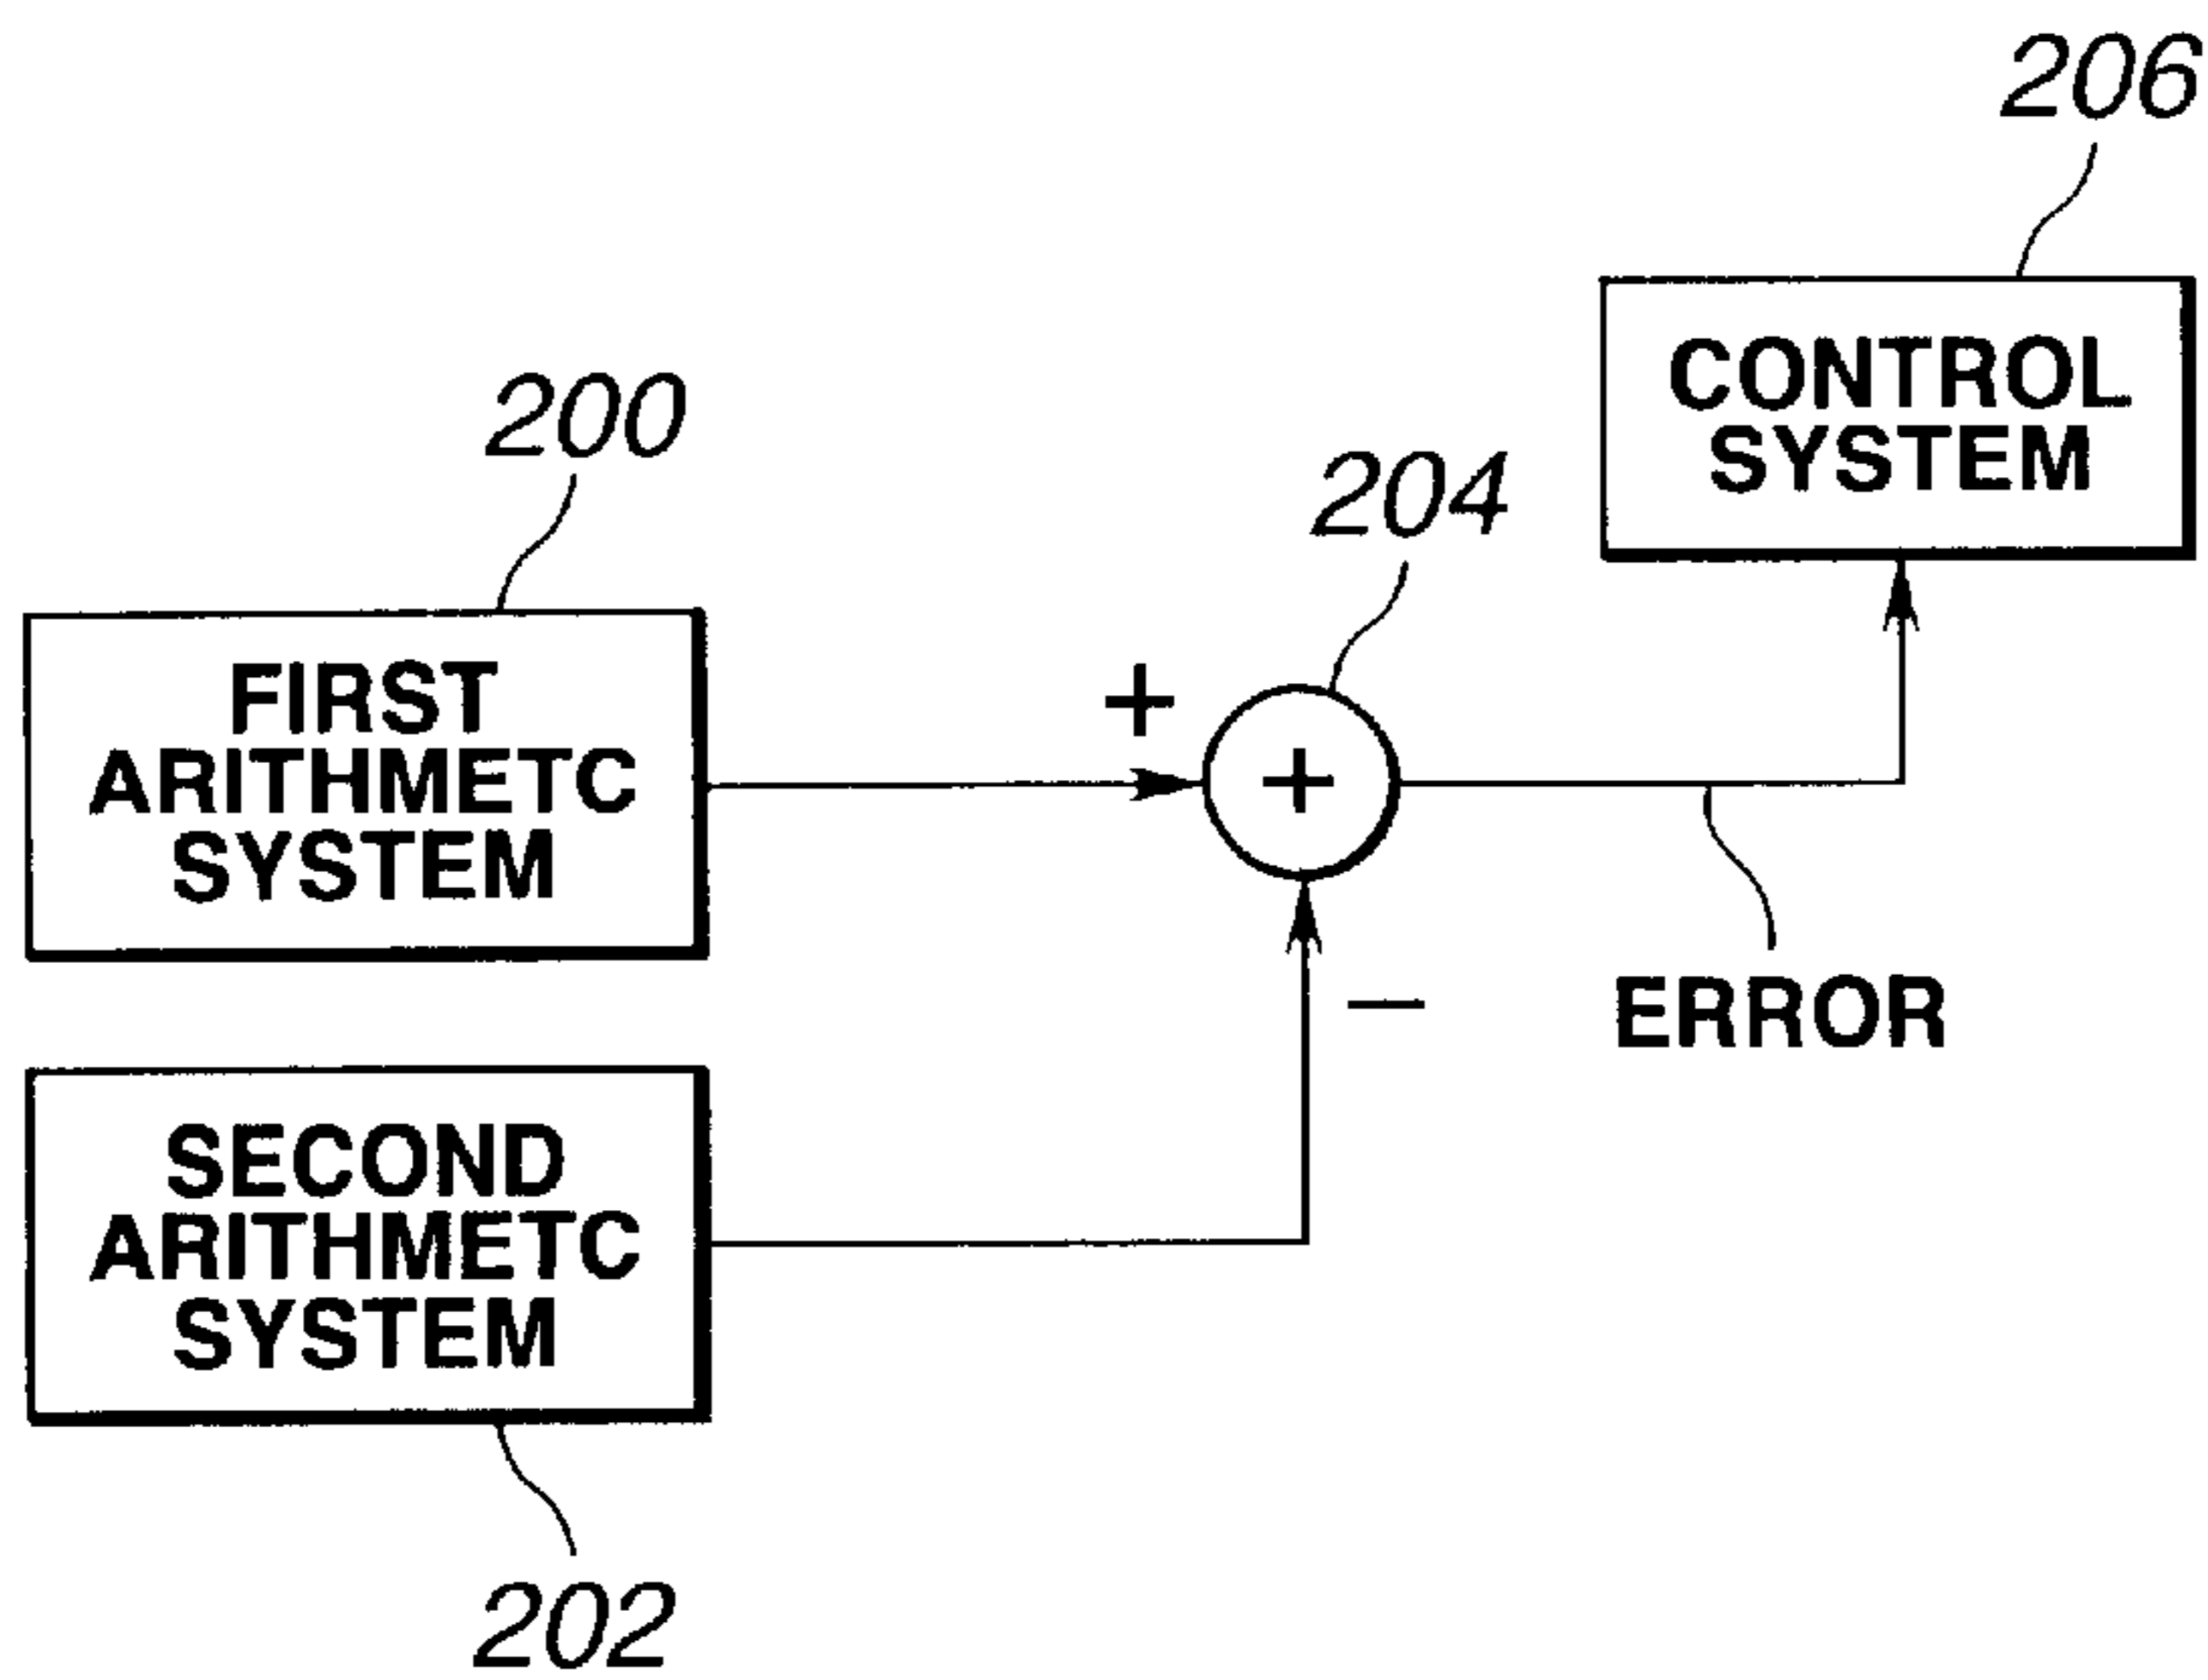 206
CONTROL
SYSTEM
200
204
FIRST
ARITHMETC
SYSTEM
+
+
−
ERROR
SECOND
ARITHMETC
SYSTEM
202